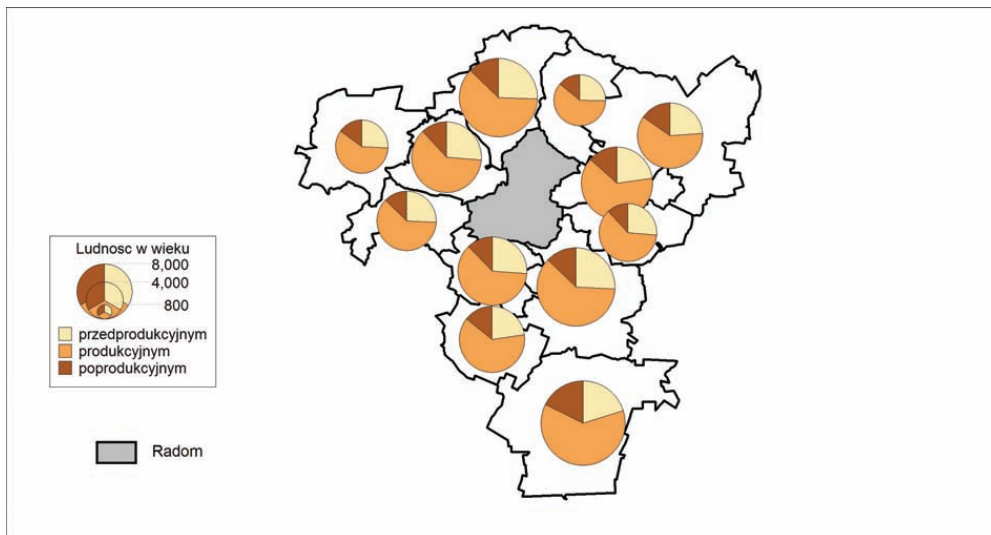 Ludnosc w wieku
8,000
4,000
800
przedprodukcyjnym
produkcyjnym
poprodukcyjnym
Radom